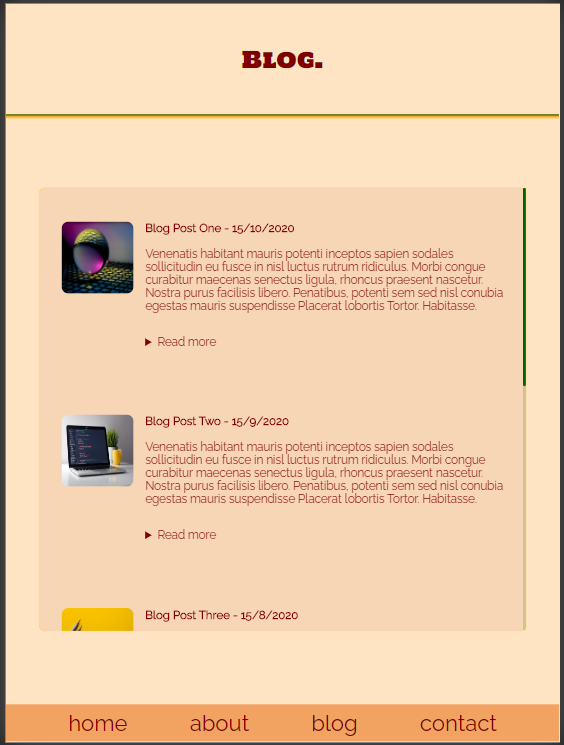 Blog.
Blog Post One - 15/10/2020
Venenatis habitant mauris potenti inceptos sapien sodales
sollicitudin eu fusce in nisl luctus rutrum ridiculus. Morbi congue
curabitur maecenas senectus ligula, rhoncus praesent nascetur.
Nostra purus facilisis libero. Penatibus, potenti sem sed nisl conubia
egestas mauris suspendisse Placerat lobortis Tortor. Habitasse.
Read more
Blog Post Two - 15/9/2020
Venenatis habitant mauris potenti inceptos sapien sodales
sollicitudin eu fusce in nisl luctus rutrum ridiculus. Morbi congue
curabitur maecenas senectus ligula, rhoncus praesent nascetur.
Nostra purus facilisis libero. Penatibus, potenti sem sed nisl conubia
egestas mauris suspendisse Placerat lobortis Tortor. Habitasse.
Read more
Blog Post Three - 15/8/2020
home about blog contact